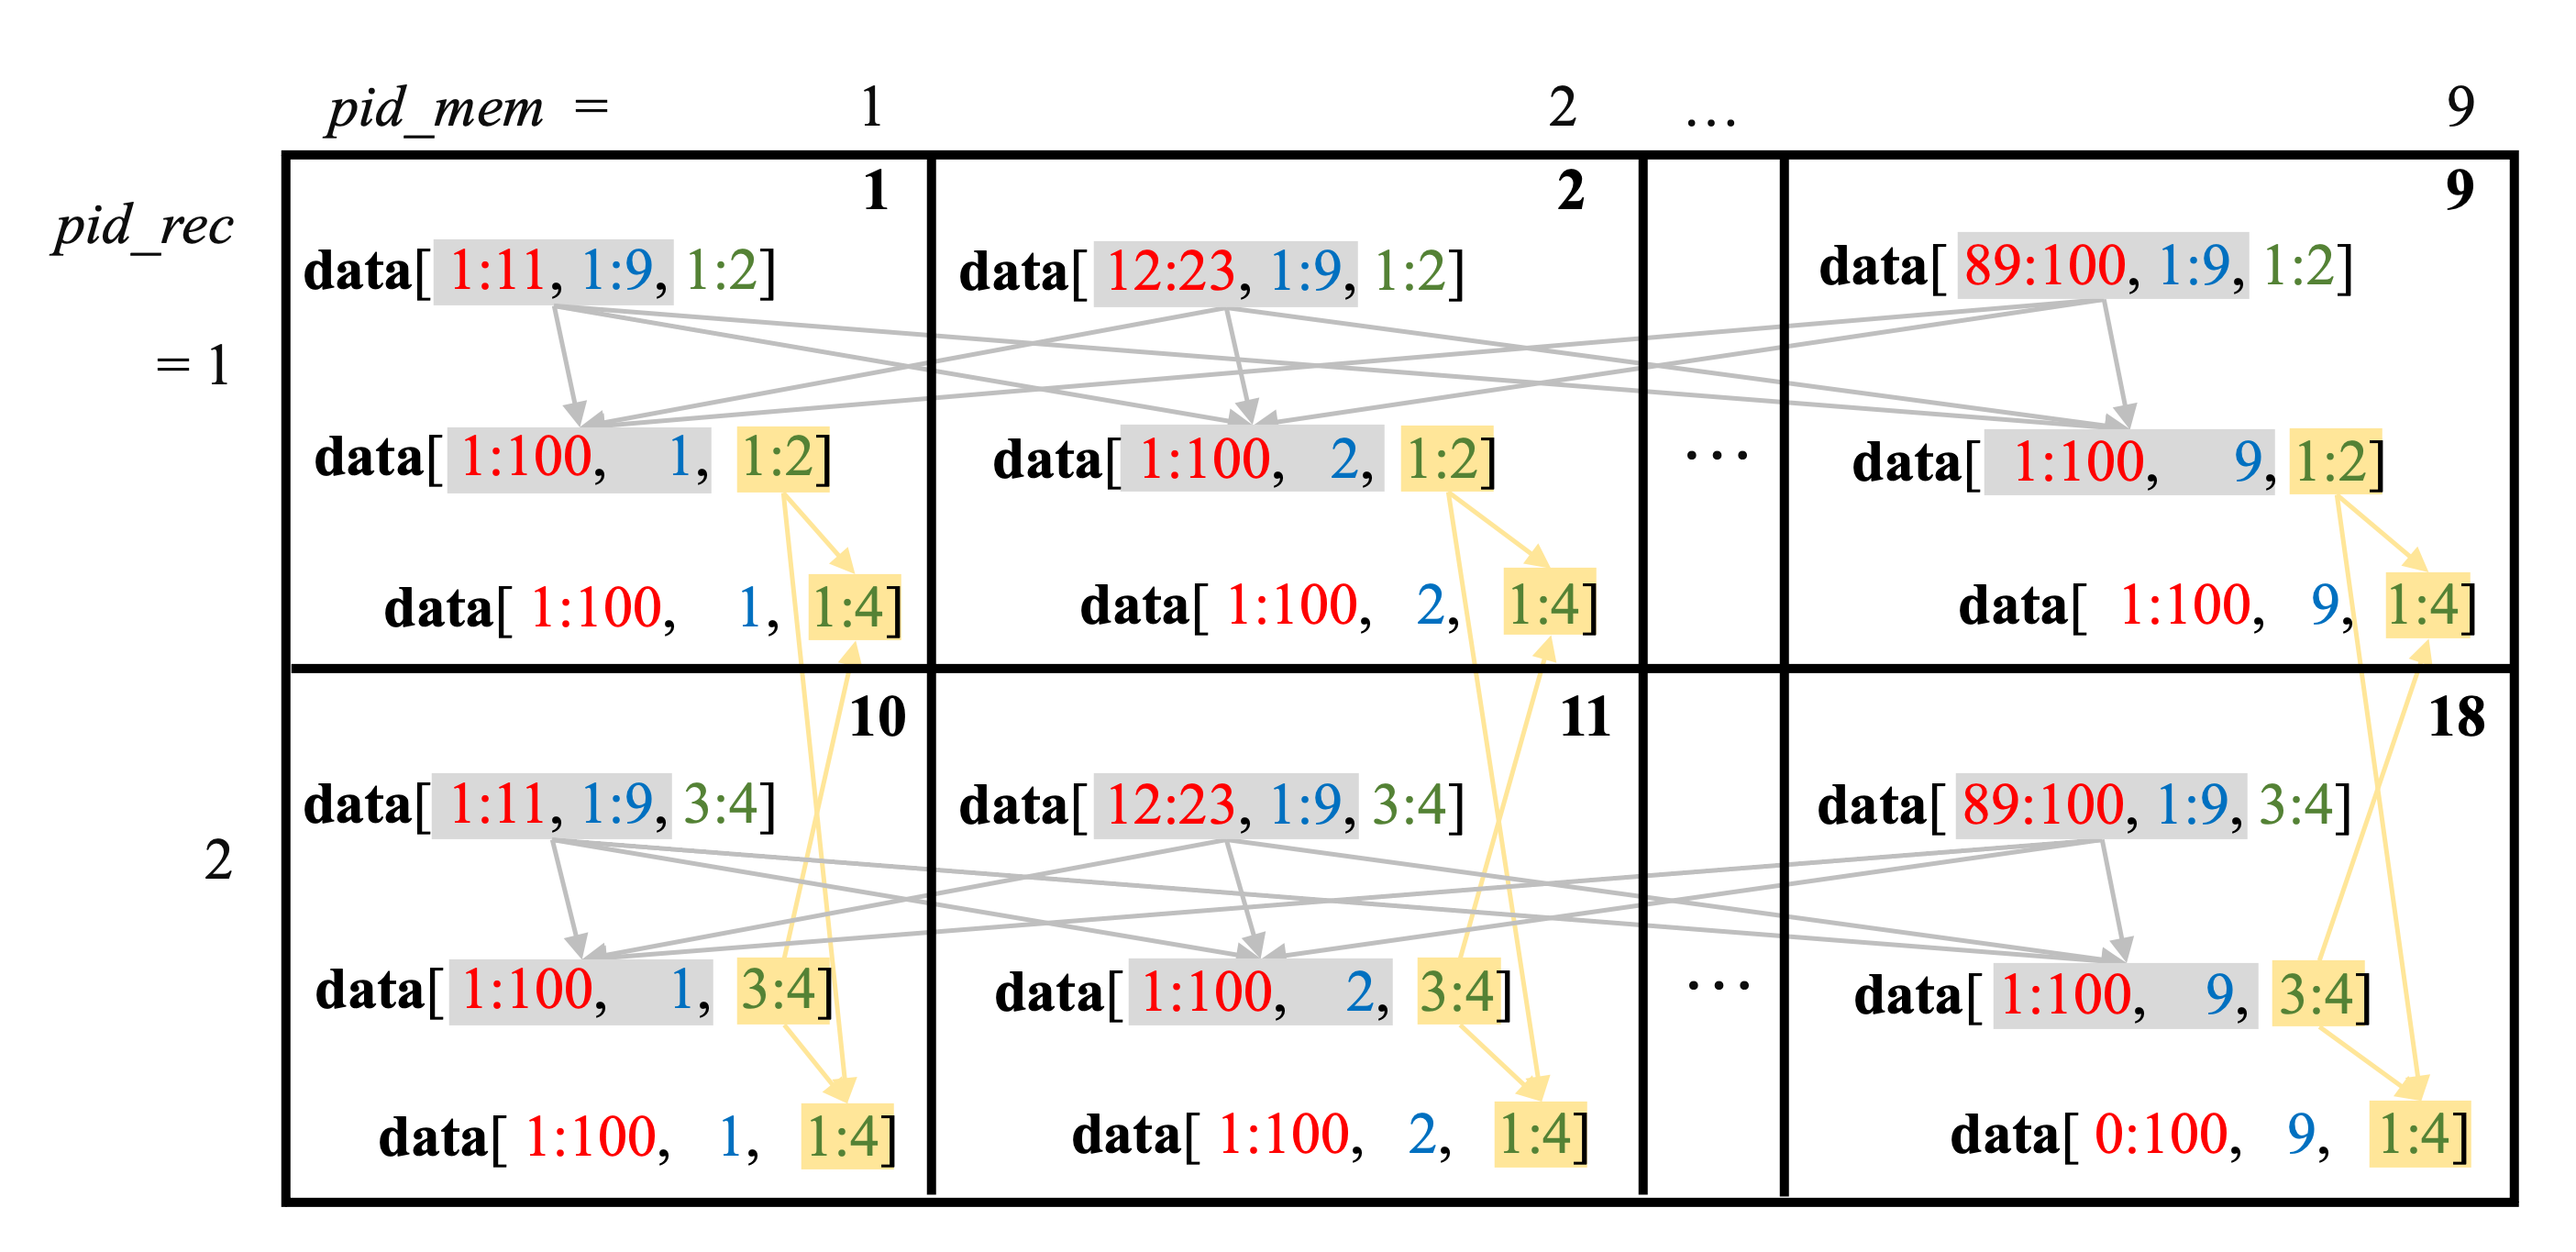 pid_mem = 1 2 … 9
1 2 9
pid_rec
data[ 1:11, 1:9, 1:2] data[ 12:23, 1:9, 1:2] data[ 89:100, 1:9, 1:2]
= 1
data[ 1:100, 1, 1:2] data[ 1:100, 2, 1:2] … data[ 1:100, 9, 1:2]
data[ 1:100, 1, 1:4] data[ 1:100, 2, 1:4] data[ 1:100, 9, 1:4]
10 11 18
data[ 1:11, 1:9, 3:4] data[ 12:23, 1:9, 3:4] data[ 89:100, 1:9, 3:4]
2
data[ 1:100, 1, 3:4] data[ 1:100, 2, 3:4] … data[ 1:100, 9, 3:4]
data[ 1:100, 1, 1:4] data[ 1:100, 2, 1:4] data[ 0:100, 9, 1:4]